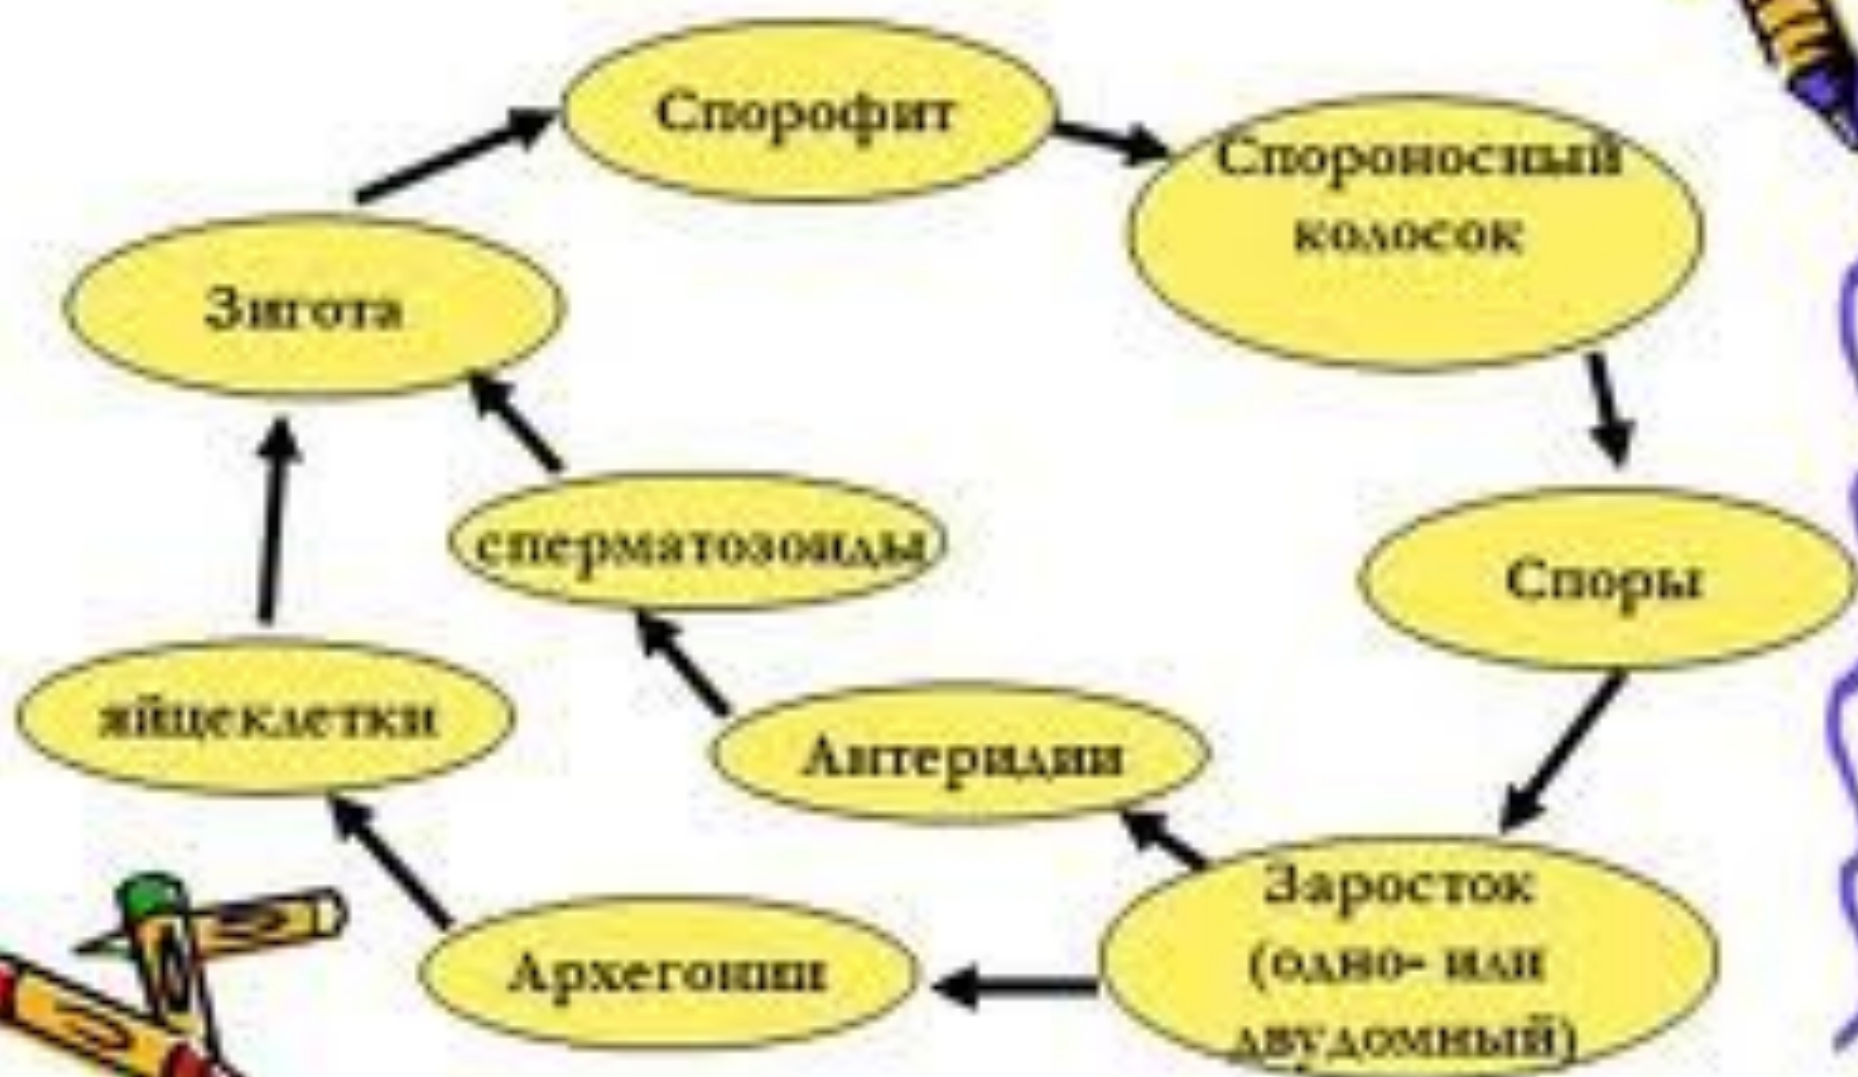 Спорофит
Спороносный
колосок
Зигота
сперматозоиды
Споры
яйцеклетки
Антеридии
Заросток
(одно- или
двудомный)
Архегонии